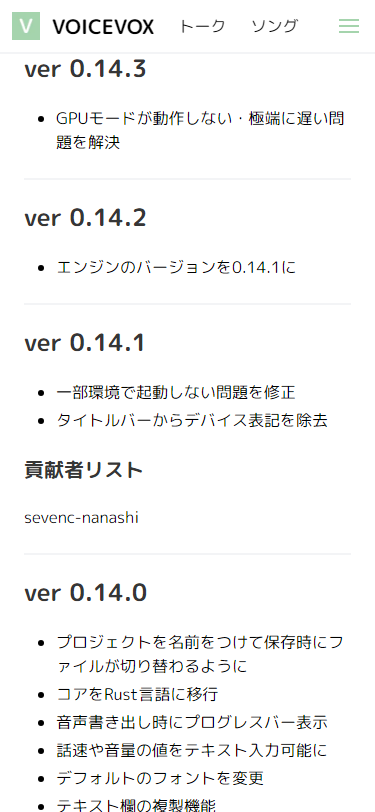 V VOICEVOX トーク ソング
ver 0.14.3
GPUモードが動作しない・極端に遅い問
題を解決
ver 0.14.2
エンジンのバージョンを0.14.1に
ver 0.14.1
一部環境で起動しない問題を修正
タイトルバーからデバイス表記を除去
貢献者リスト
sevenc-nanashi
ver 0.14.0
プロジェクトを名前をつけて保存時にフ
ァイルが切り替わるように
コアをRust言語に移行
音声書き出し時にプログレスバー表示
話速や音量の値をテキスト入力可能に
デフォルトのフォントを変更
テキスト欄の複製機能